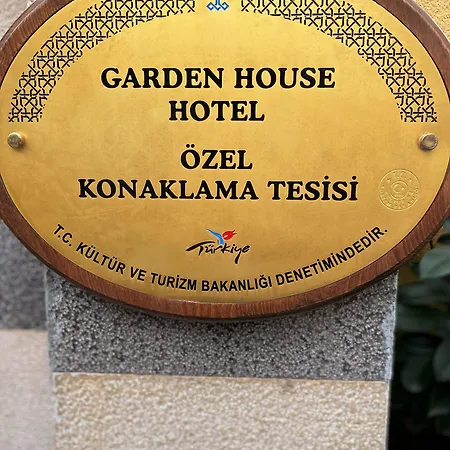 GARDEN HOUSE
HOTEL
ÖZEL
KONAKLAMA TESİSİ
Türkiye
T.C. KÜLTÜR VE TURİZM BAKANLIĞI DENETİMİNDEDİR.